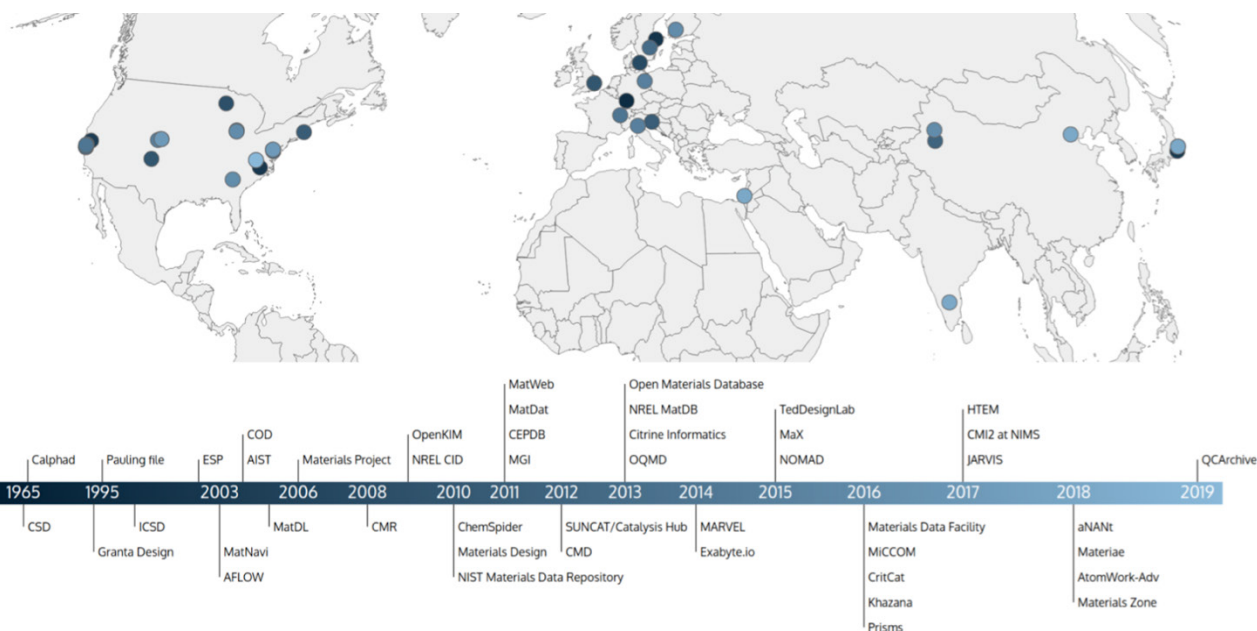 MatWeb
Open Materials Database
MatDat
NREL MatDB
TedDesignLab
HTEM
COD
OpenKIM
CEPDB
Citrine Informatics
MaX
CMI2 at NIMS
Calphad
Pauling file
ESP
AIST
Materials Project
NREL CID
MGI
OQMD
NOMAD
JARVIS
QCArchive
1965
1995
2003
2006
2008
2010
2011
2012
2013
2014
2015
2016
2017
2018
2019
CSD
ICSD
MatDL
CMR
ChemSpider
SUNCAT/Catalysis Hub
MARVEL
Materials Data Facility
aNANt
Granta Design
MatNavi
Materials Design
CMD
Exabyte.io
MiCCOM
Materiae
AFLOW
NIST Materials Data Repository
CritCat
AtomWork-Adv
Khazana
Materials Zone
Prisms